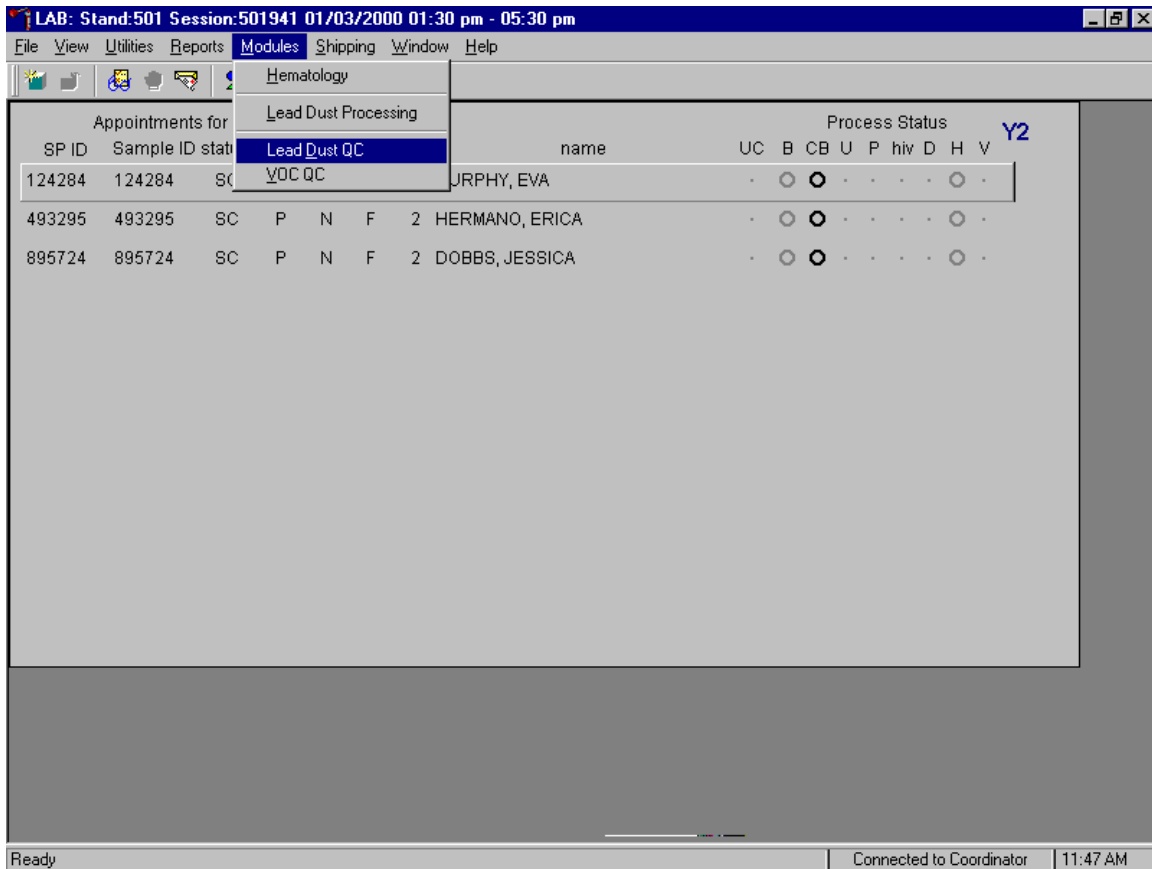 LAB: Stand:501 Session:501941 01/03/2000 01:30 pm - 05:30 pm
File View Utilities Reports Modules Shipping Window Help
Hematology
Lead Dust Processing
Lead Dust QC
VOC QC
Appointments for
Process Status
Y2
SP ID Sample ID name UC B CB U P hiv D H V
124284 124284 EVA
493295 493295 SC P N F 2 HERMANO, ERICA
895724 895724 SC P N F 2 DOBBS, JESSICA
Ready Connected to Coordinator 11:47 AM